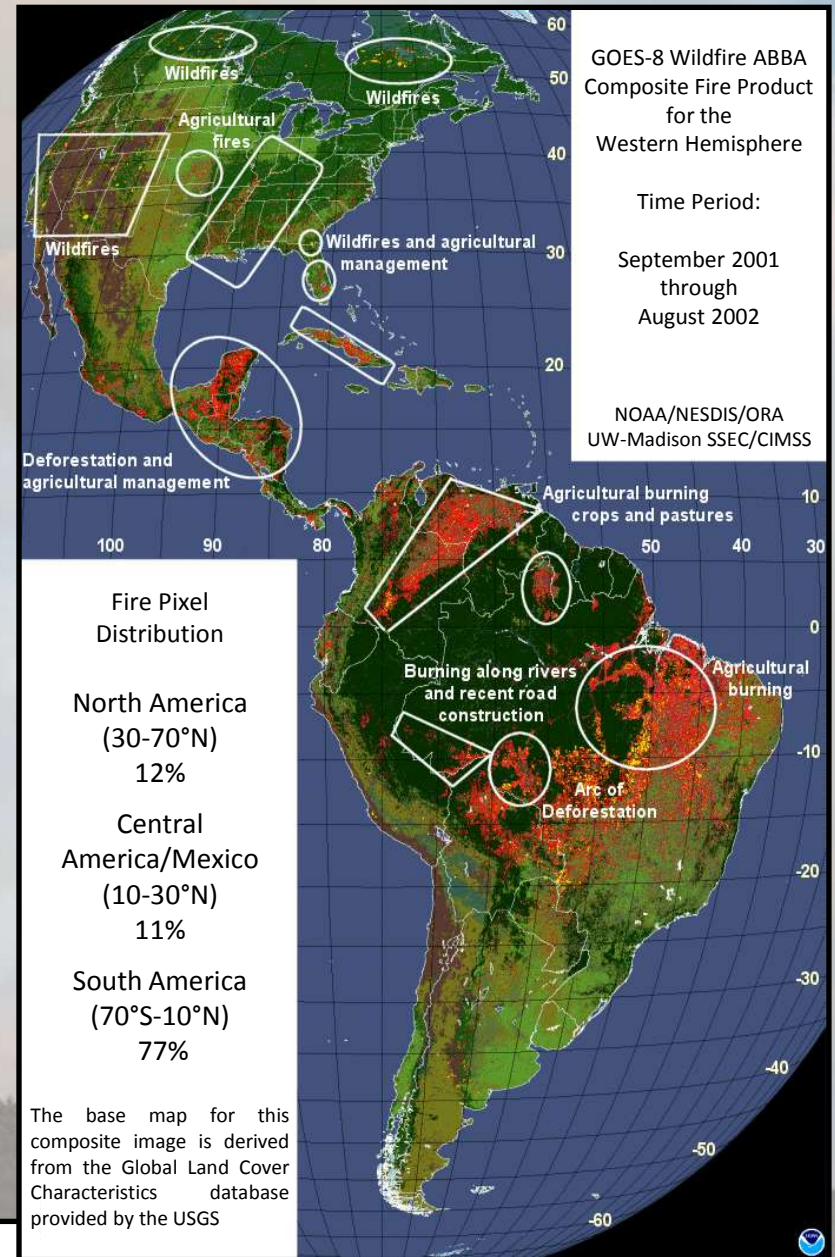 60
GOES-8 Wildfire ABBA
Composite Fire Product
for the
Western Hemisphere
Time Period:
September 2001
through
August 2002
NOAA/NESDIS/ORA
UW-Madison SSEC/CIMSS
Wildfires
Wildfires
50
Agricultural
fires
40
Wildfires
Wildfires and agricultural
management
30
20
Deforestation and
agricultural management
10
Agricultural burning
crops and pastures
100
90
80
50
40
30
0
Burning along rivers
and recent road
construction
Agricultural
burning
-10
Arc of
Deforestation
-20
-30
-40
-50
-60
Fire Pixel
Distribution
North America
(30-70°N)
12%
Central
America/Mexico
(10-30°N)
11%
South America
(70°S-10°N)
77%
The base map for this
composite image is derived
from the Global Land Cover
Characteristics database
provided by the USGS